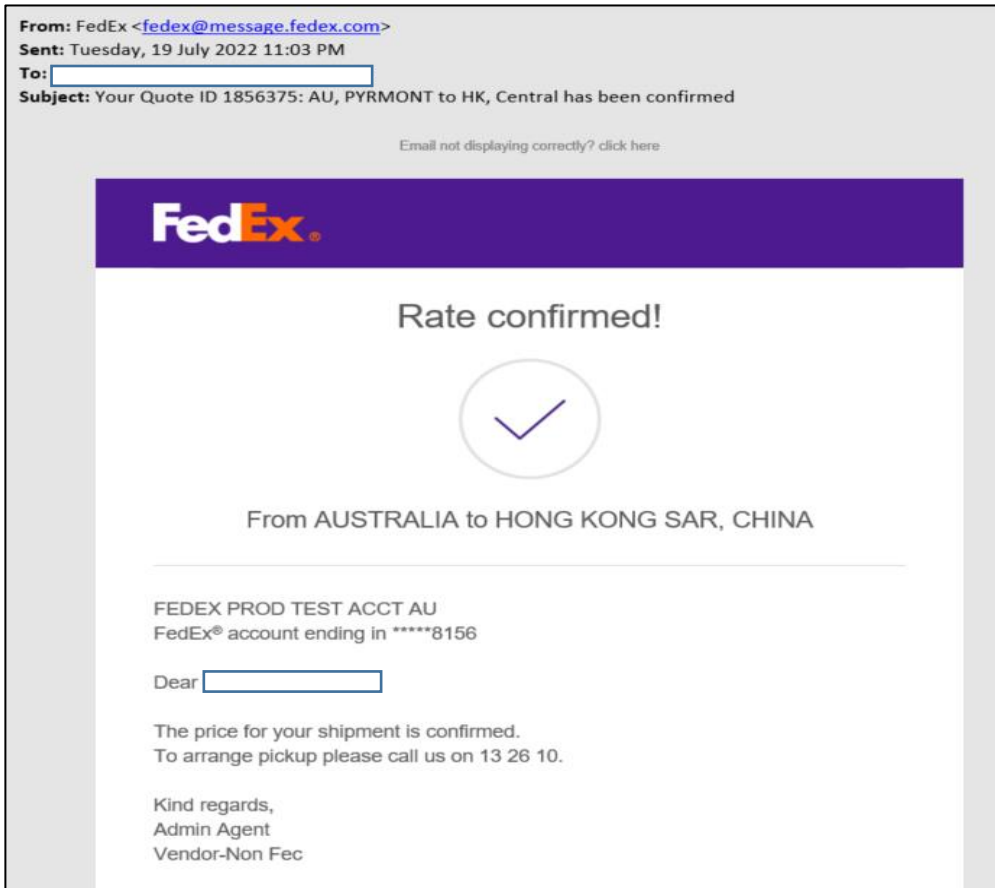 From: FedEx <fedex@message.fedex.com>
Sent: Tuesday, 19 July 2022 11:03 PM
To:
Subject: Your Quote ID 1856375: AU, PYRMONT to HK, Central has been confirmed
Email not displaying correctly? click here
FedEx®
Rate confirmed!
From AUSTRALIA to HONG KONG SAR, CHINA
FEDEX PROD TEST ACCT AU
FedEx® account ending in *****8156
Dear
The price for your shipment is confirmed.
To arrange pickup please call us on 13 26 10.
Kind regards,
Admin Agent
Vendor-Non Fec